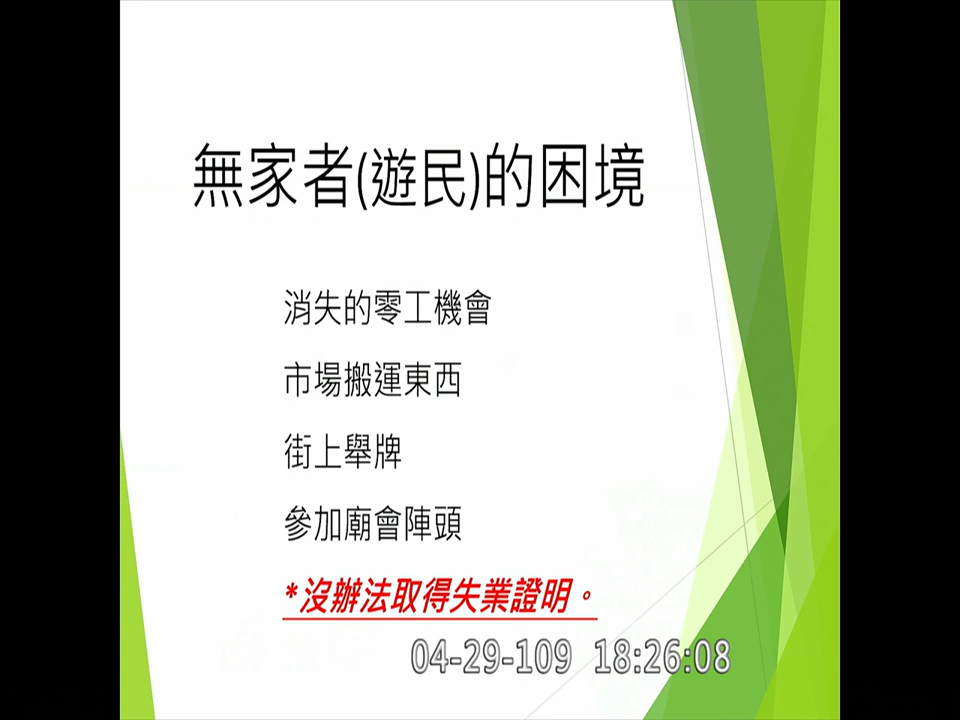 無家者(遊民)的困境
消失的零工機會
市場搬運東西
街上舉牌
參加廟會陣頭
*沒辦法取得失業證明。
04-29-109 18:26:08